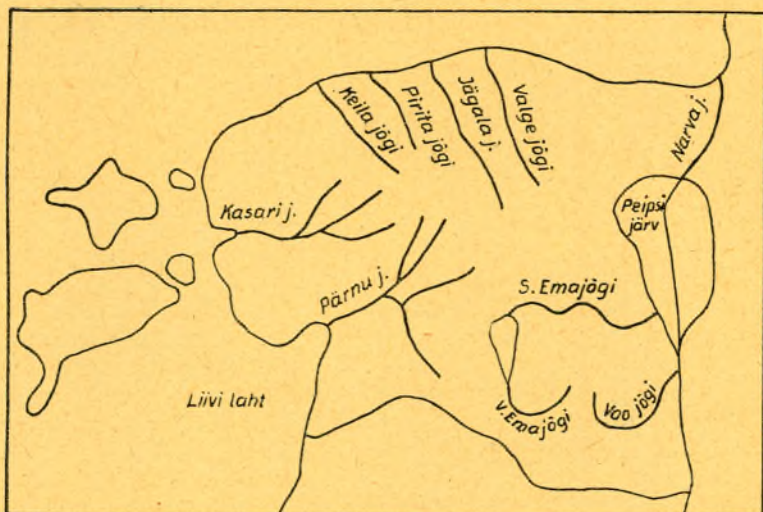 Keila jõgi
Pirita jõgi
Jägala j.
Valge jõgi
Narva j.
Kasari j.
Peipsi
järv
Pärnu j.
S. Emajõgi
Liivi laht
V. Emajõgi
Voo jõgi